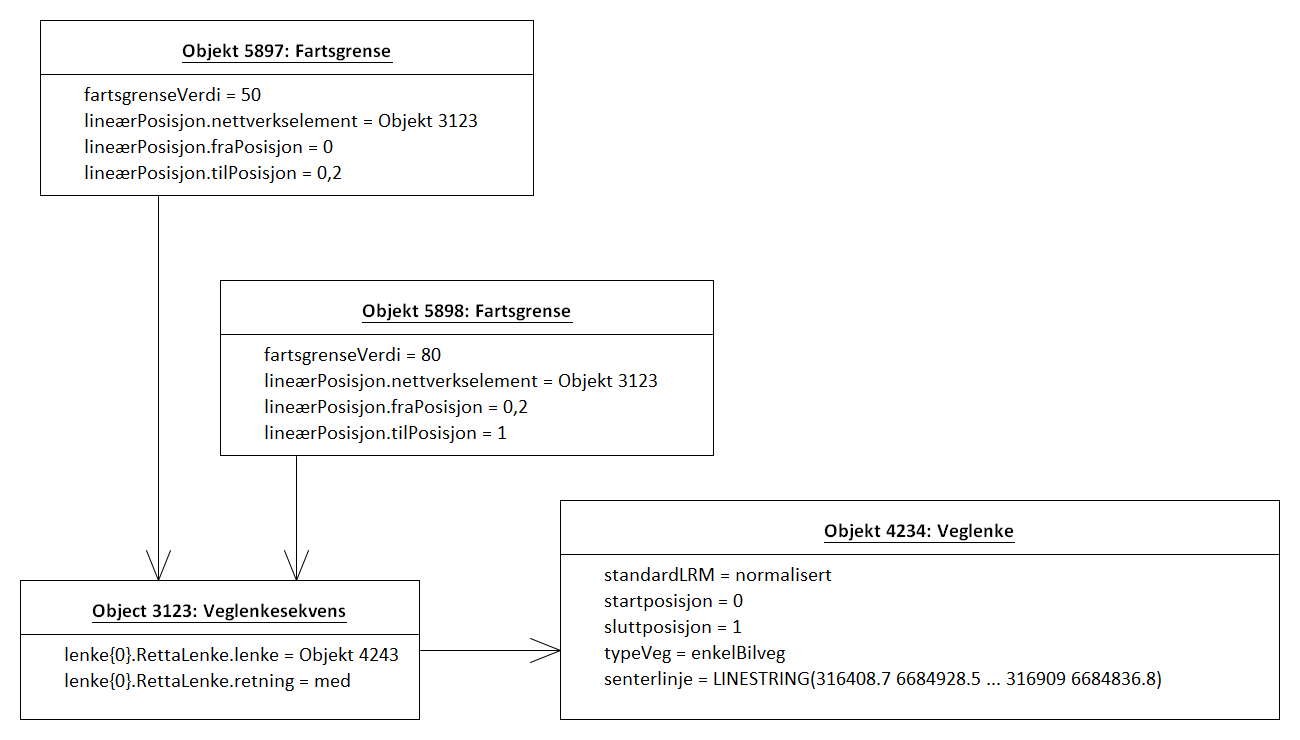 Objekt 5897: Fartsgrense
fartsgrenseVerdi = 50
lineærPosisjon.nettverkselement = Objekt 3123
lineærPosisjon.fraPosisjon = 0
lineærPosisjon.tilPosisjon = 0,2
Objekt 5898: Fartsgrense
fartsgrenseVerdi = 80
lineærPosisjon.nettverkselement = Objekt 3123
lineærPosisjon.fraPosisjon = 0,2
lineærPosisjon.tilPosisjon = 1
Object 3123: Veglenkesekvens
lenke{0}.RettaLenke.lenke = Objekt 4243
lenke{0}.RettaLenke.retning = med
Objekt 4234: Veglenke
standardLRM = normalisert
startposisjon = 0
sluttposisjon = 1
typeVeg = enkelBilveg
senterlinje = LINESTRING(316408.7 6684928.5 ... 316909 6684836.8)